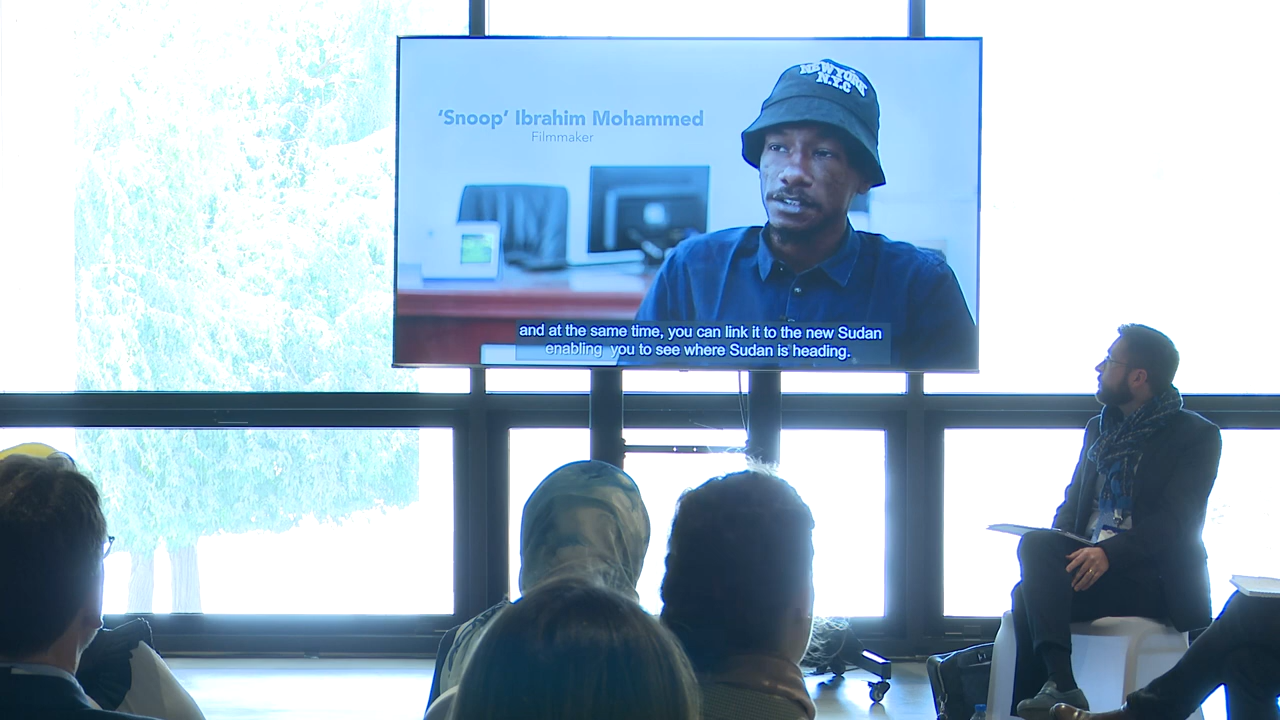 NEW YORK
N.Y.C
‘Snoop’ Ibrahim Mohammed
Filmmaker
and at the same time, you can link it to the new Sudan
enabling you to see where Sudan is heading.